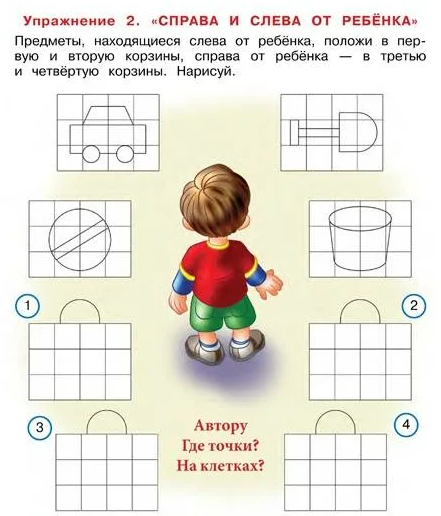 Упражнение 2. «СПРАВА И СЛЕВА ОТ РЕБЁНКА»
Предметы, находящиеся слева от ребёнка, положи в пер-
вую и вторую корзины, справа от ребёнка — в третью
и четвёртую корзины. Нарисуй.
1
2
3
4
Автору
Где точки?
На клетках?